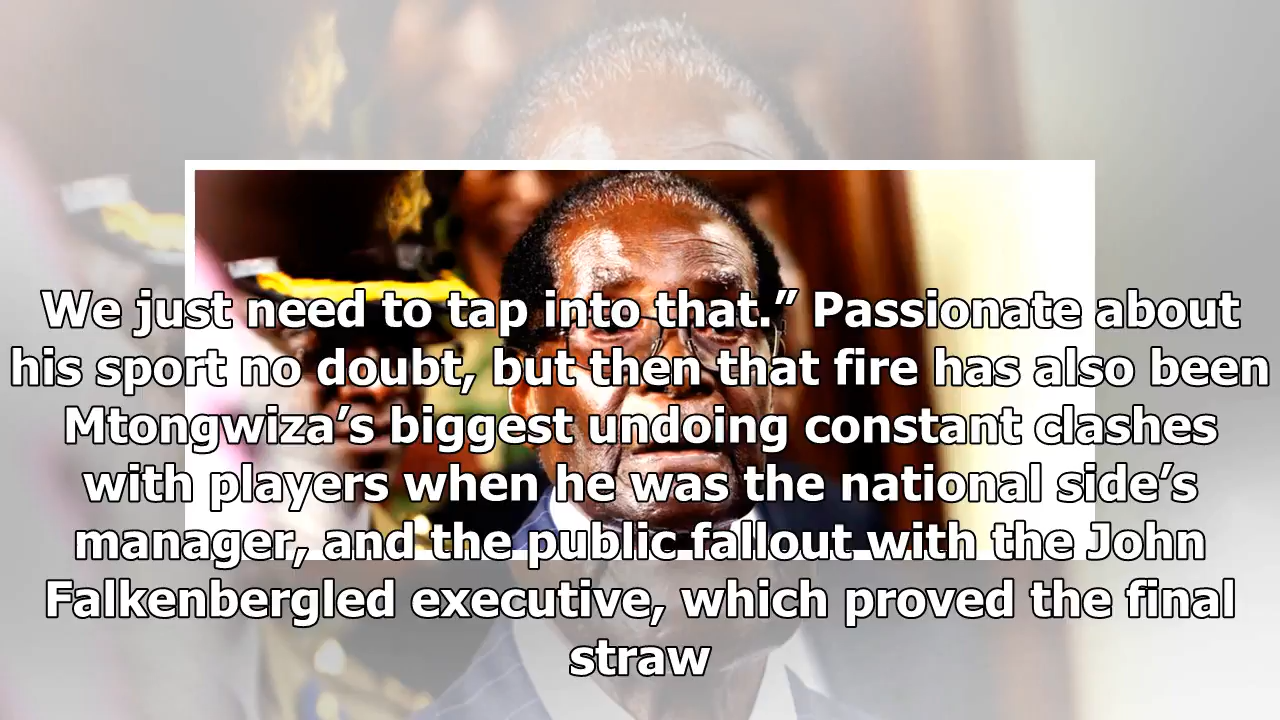 We just need to tap into that.” Passionate about
his sport no doubt, but then that fire has also been
Mtongwiza’s biggest undoing constant clashes
with players when he was the national side’s
manager, and the public fallout with the John
Falkenbergled executive, which proved the final
straw